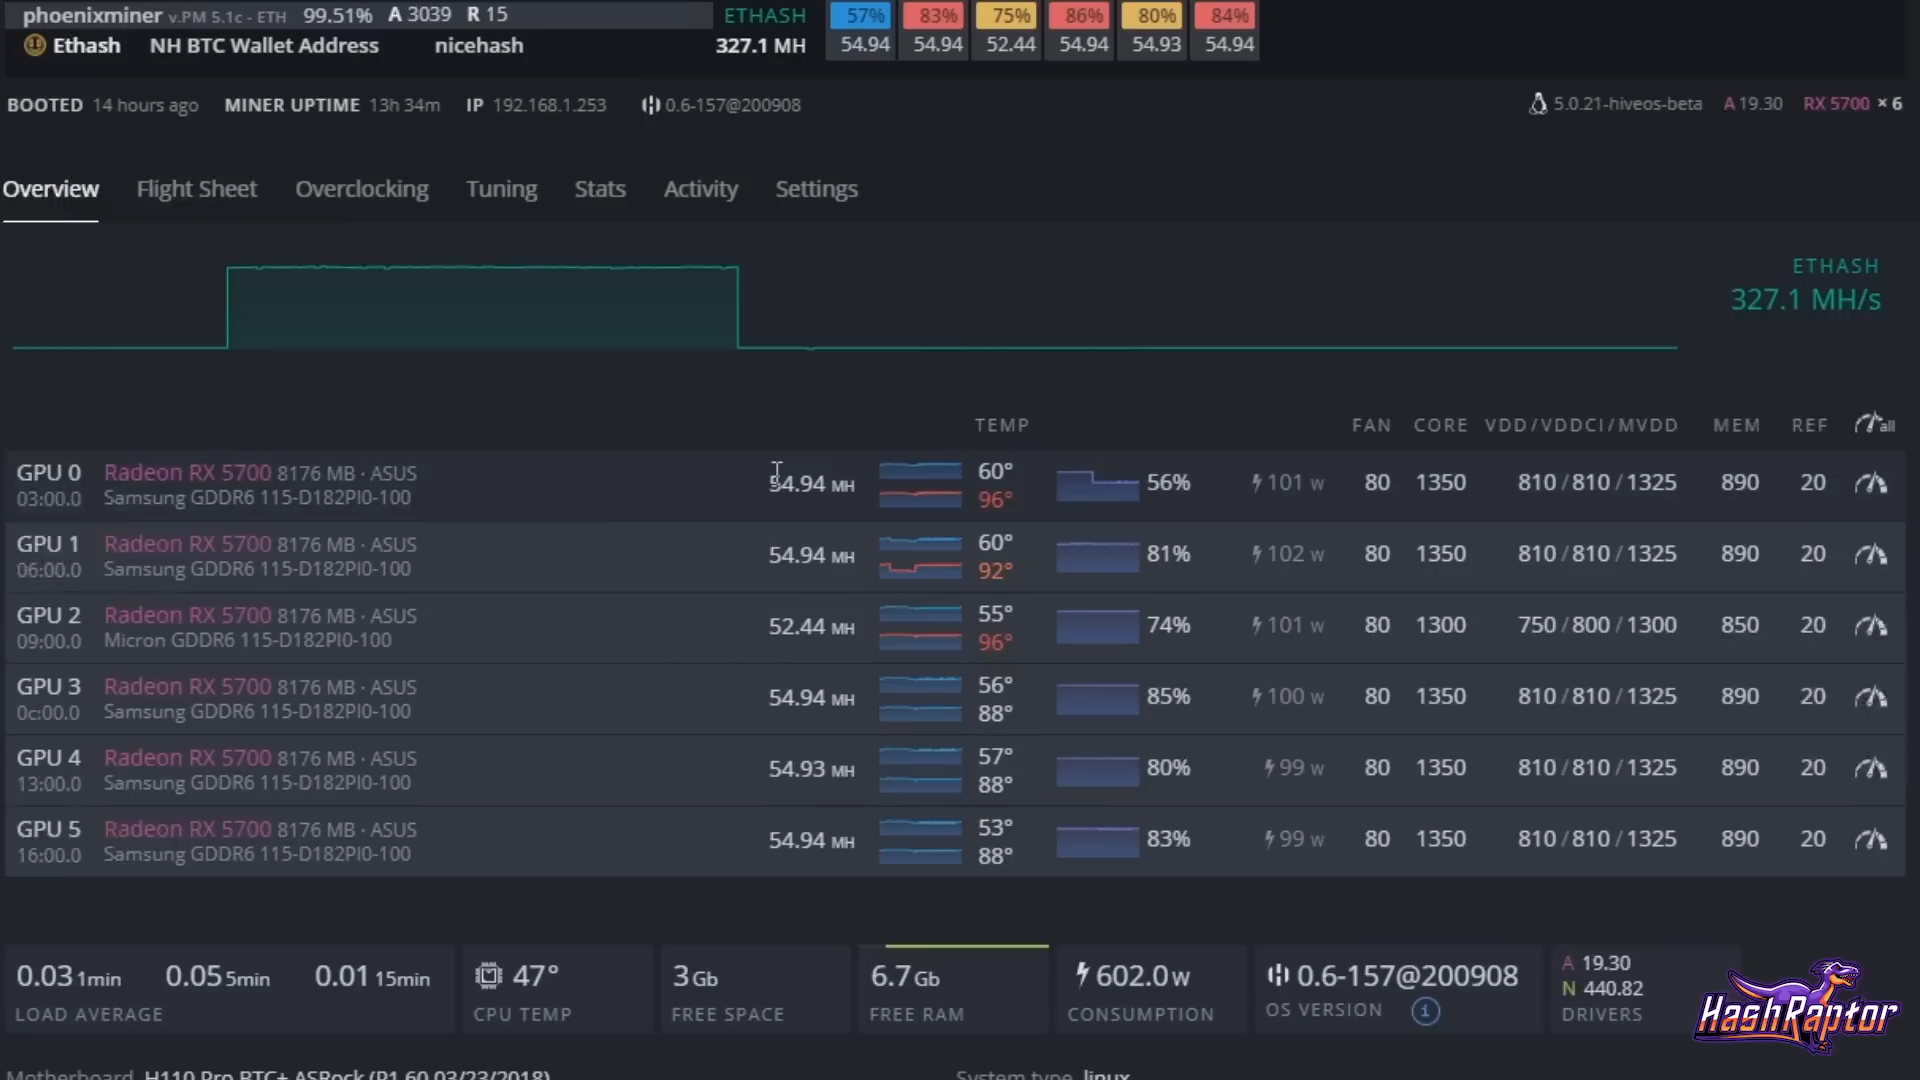 phoenixminer v.PM 5.1c - ETH 99.51% A 3039 R 15 ETHASH 57% 83% 75% 86% 80% 84%
Ethash NH BTC Wallet Address nicehash 327.1 MH 54.94 54.94 52.44 54.94 54.93 54.94
BOOTED 14 hours ago MINER UPTIME 13h 34m IP 192.168.1.253 0.6-157@200908 5.0.21-hiveos-beta A 19.30 RX 5700 × 6
Overview Flight Sheet Overclocking Tuning Stats Activity Settings
ETHASH
327.1 MH/s
TEMP FAN CORE VDD/VDDCI/MVDD MEM REF all
GPU 0 Radeon RX 5700 8176 MB · ASUS 54.94 MH 60° 56% 101 w 80 1350 810/810/1325 890 20
03:00.0 Samsung GDDR6 115-D182PI0-100 96°
GPU 1 Radeon RX 5700 8176 MB · ASUS 54.94 MH 60° 81% 102 w 80 1350 810/810/1325 890 20
06:00.0 Samsung GDDR6 115-D182PI0-100 92°
GPU 2 Radeon RX 5700 8176 MB · ASUS 52.44 MH 55° 74% 101 w 80 1300 750/800/1300 850 20
09:00.0 Micron GDDR6 115-D182PI0-100 96°
GPU 3 Radeon RX 5700 8176 MB · ASUS 54.94 MH 56° 85% 100 w 80 1350 810/810/1325 890 20
0c:00.0 Samsung GDDR6 115-D182PI0-100 88°
GPU 4 Radeon RX 5700 8176 MB · ASUS 54.93 MH 57° 80% 99 w 80 1350 810/810/1325 890 20
13:00.0 Samsung GDDR6 115-D182PI0-100 88°
GPU 5 Radeon RX 5700 8176 MB · ASUS 54.94 MH 53° 83% 99 w 80 1350 810/810/1325 890 20
16:00.0 Samsung GDDR6 115-D182PI0-100 88°
0.03 1min 0.05 5min 0.01 15min 47° 3 Gb 6.7 Gb 602.0 w 0.6-157@200908 A 19.30
N 440.82
LOAD AVERAGE CPU TEMP FREE SPACE FREE RAM CONSUMPTION OS VERSION i DRIVERS
HashRaptor
Motherboard H110 Pro BTC+ ASRock (P1.60 03/23/2018) System type linux